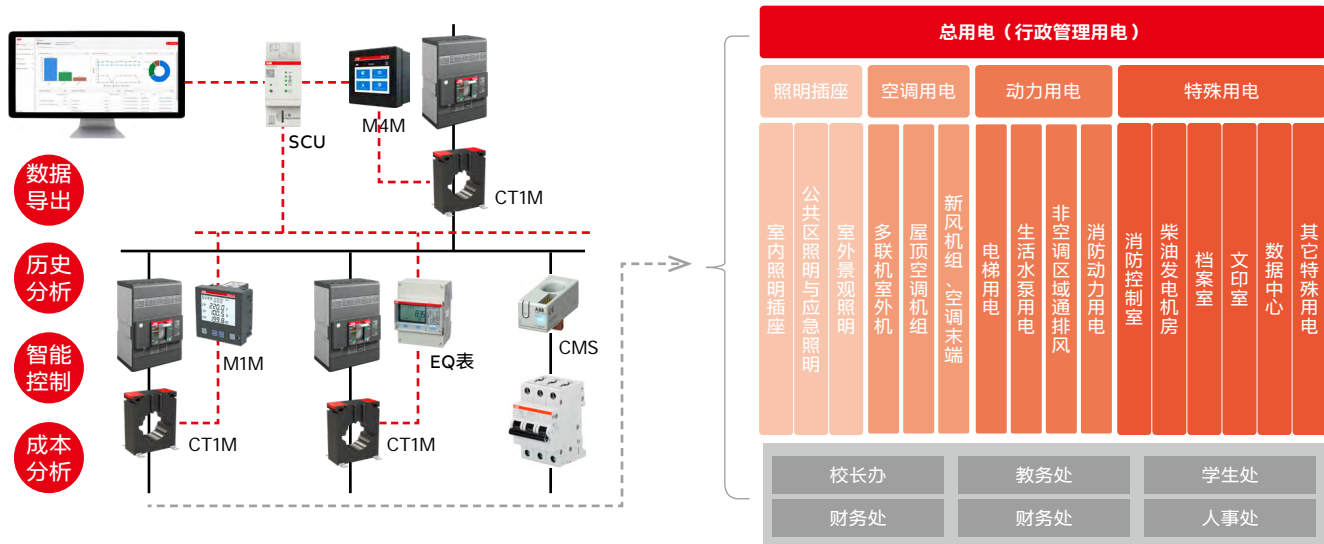 SCU
M4M
CT1M
数据
导出
历史
分析
智能
控制
成本
分析
M1M
CT1M
EQ表
CT1M
ABB
CMS
总用电（行政管理用电）
照明插座
空调用电
动力用电
特殊用电
室内照明插座
公共区照明与应急照明
室外景观照明
多联机室外机
屋顶空调机组
新风机组、空调末端
电梯用电
生活水泵用电
非空调区域通排风
消防动力用电
消防控制室
柴油发电机房
档案室
文印室
数据中心
其它特殊用电
校长办
教务处
学生处
财务处
财务处
人事处